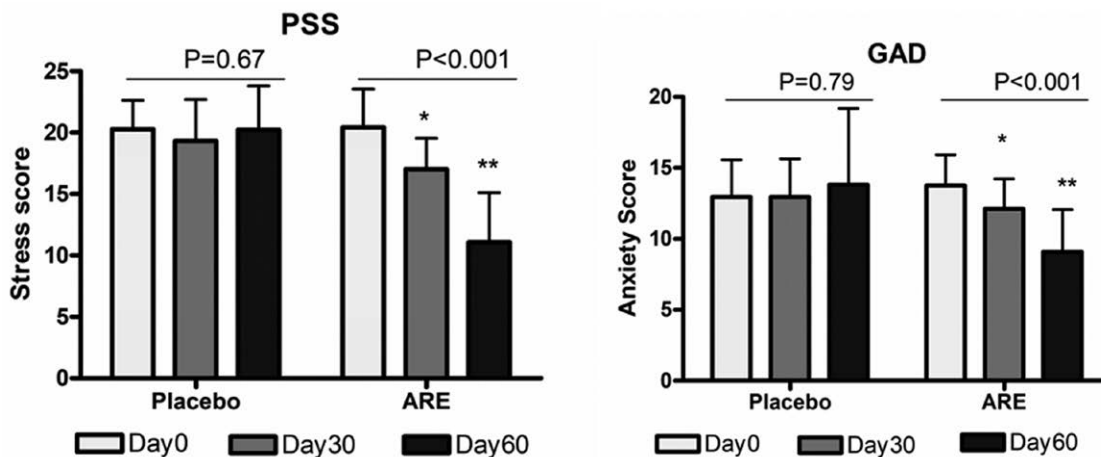 PSS
P=0.67 P<0.001
25
20
15
10
5
0
Stress score
*
**
Placebo ARE
Day0 Day30 Day60
GAD
P=0.79 P<0.001
20
15
10
5
0
Anxiety Score
*
**
Placebo ARE
Day0 Day30 Day60